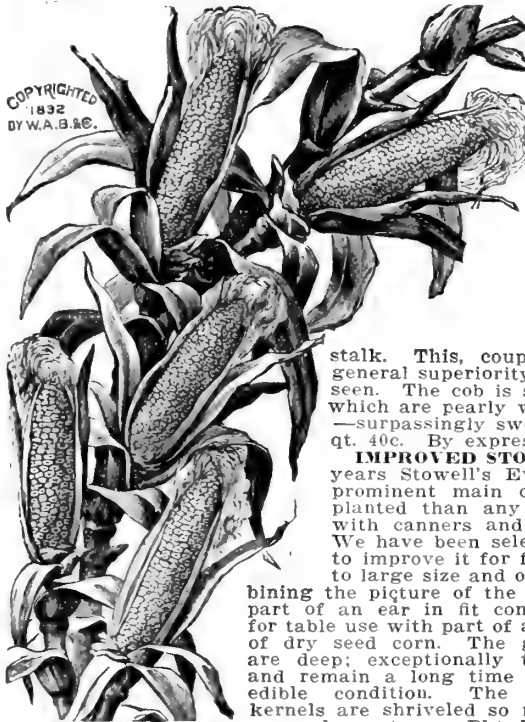 COPYRIGHTED
1892
BY W.A.B.&C.
stalk. This, coup
general superiority
seen. The cob is s
which are pearly w
—surpassingly swe
qt. 40c. By expres
IMPROVED STO
years Stowell's Ev
prominent main c
planted than any
with canners and
We have been sele
to improve it for f
to large size and o
bining the picture of the
part of an ear in fit con
for table use with part of a
of dry seed corn. The g
are deep; exceptionally t
and remain a long time
edible condition. The
kernels are shriveled so